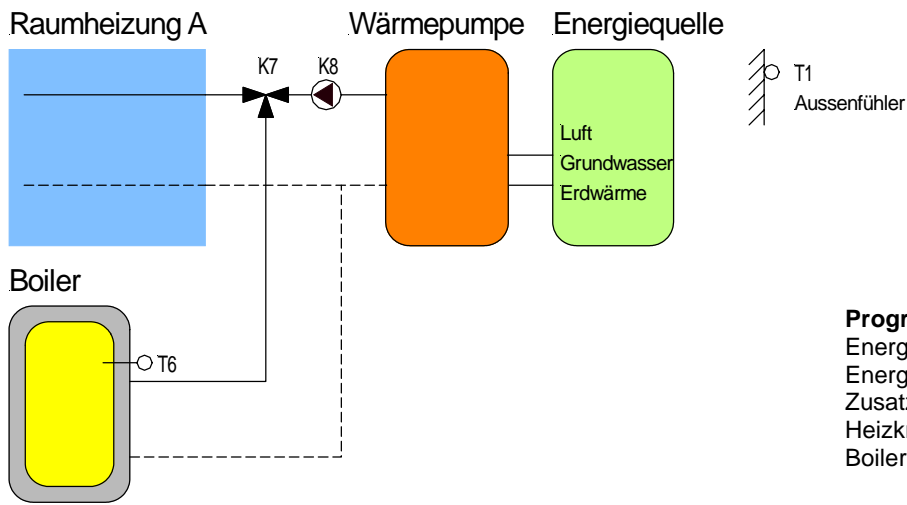 Raumheizung A
Wärmepumpe
Energiequelle
K7
K8
T1
Aussenfühler
Luft
Grundwasser
Erdwärme
Boiler
T6